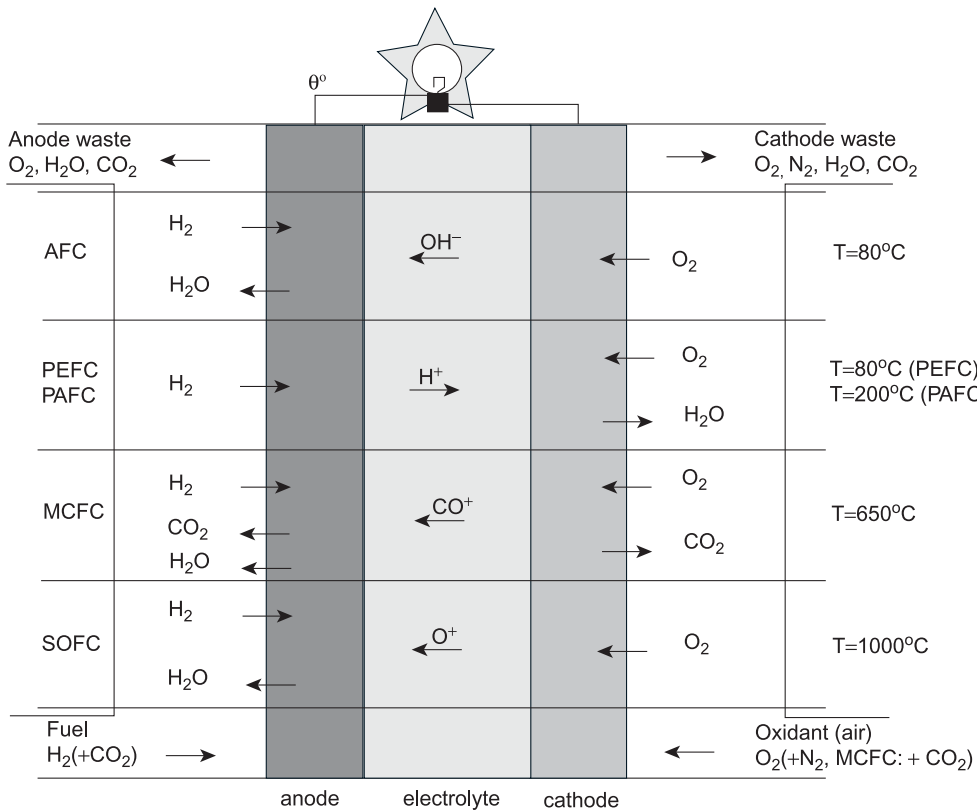 θ°
Anode waste
O₂, H₂O, CO₂
Cathode waste
O₂, N₂, H₂O, CO₂
AFC
H₂
H₂O
OH⁻
O₂
T=80°C
PEFC
PAFC
H₂
H⁺
O₂
H₂O
T=80°C (PEFC)
T=200°C (PAFC
MCFC
H₂
CO₂
H₂O
CO⁺
O₂
CO₂
T=650°C
SOFC
H₂
H₂O
O⁺
O₂
T=1000°C
Fuel
H₂(+CO₂)
Oxidant (air)
O₂(+N₂, MCFC: + CO₂)
anode electrolyte cathode